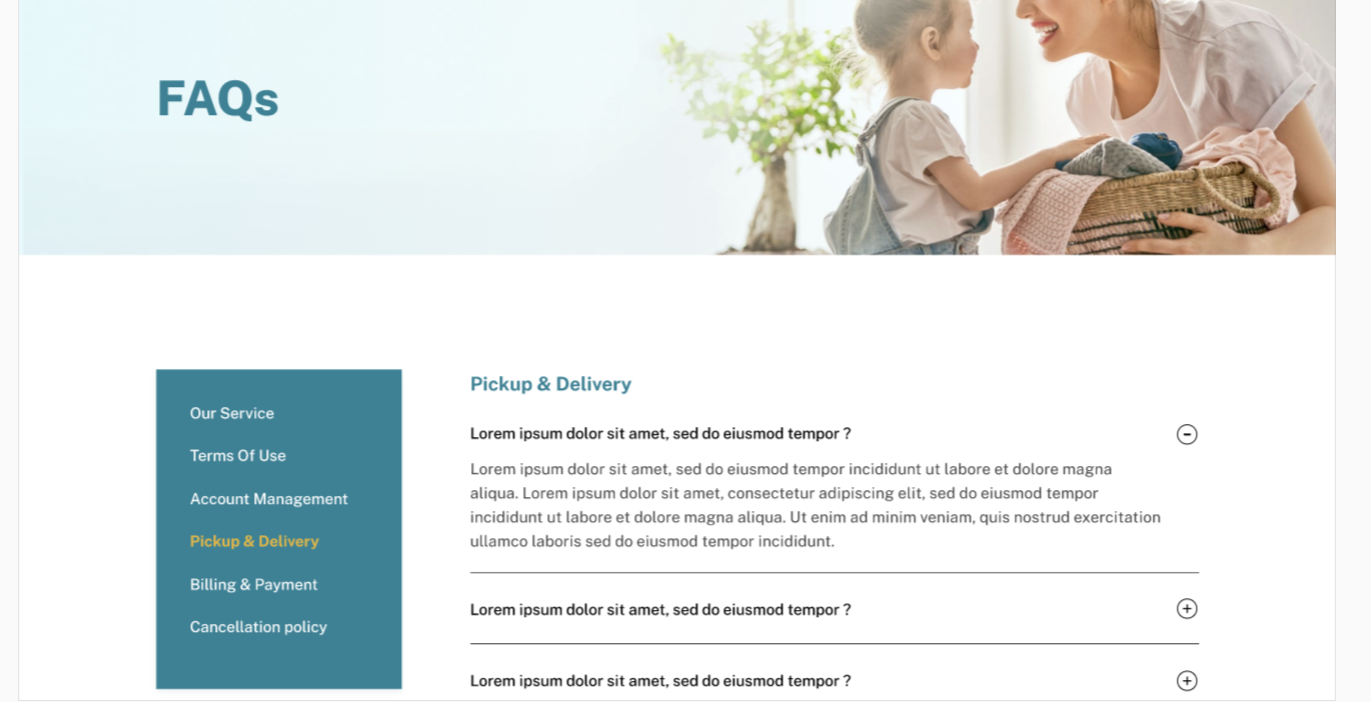 FAQs
Our Service
Terms Of Use
Account Management
Pickup & Delivery
Billing & Payment
Cancellation policy
Pickup & Delivery
Lorem ipsum dolor sit amet, sed do eiusmod tempor ?
Lorem ipsum dolor sit amet, sed do eiusmod tempor incididunt ut labore et dolore magna
aliqua. Lorem ipsum dolor sit amet, consectetur adipiscing elit, sed do eiusmod tempor
incididunt ut labore et dolore magna aliqua. Ut enim ad minim veniam, quis nostrud exercitation
ullamco laboris sed do eiusmod tempor incididunt.
Lorem ipsum dolor sit amet, sed do eiusmod tempor ?
Lorem ipsum dolor sit amet, sed do eiusmod tempor ?